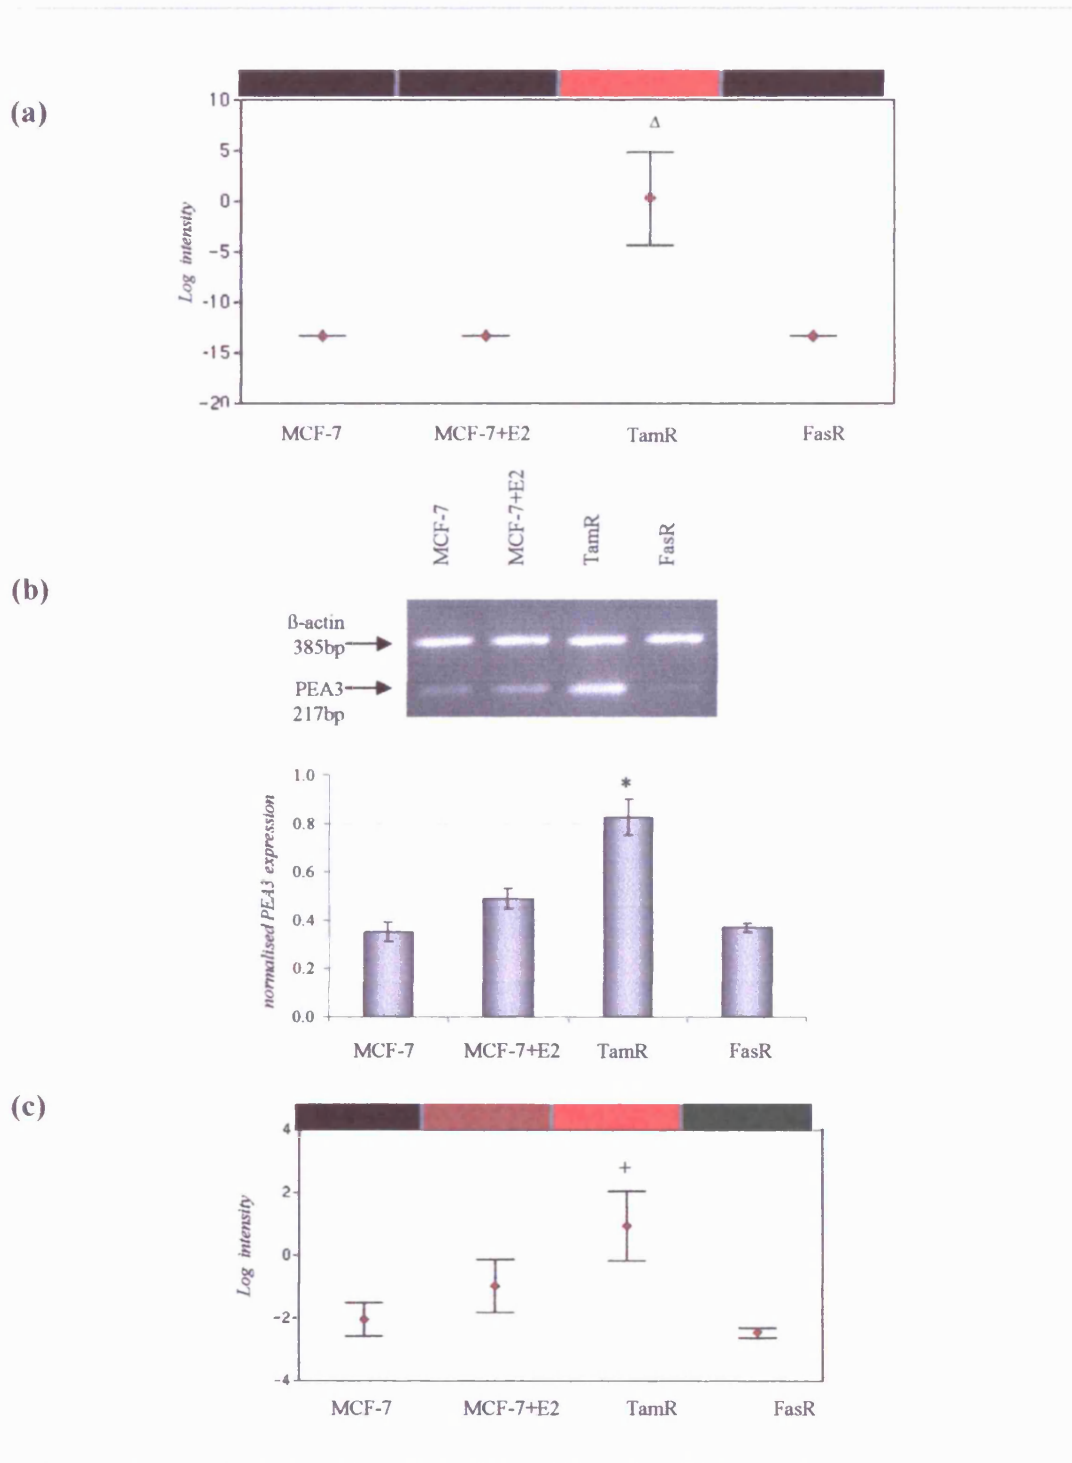 (a)
10
5
0
-5
-10
-15
-20
Log intensity
Δ
MCF-7 MCF-7+E2 TamR FasR
(b)
MCF-7 MCF-7+E2 TamR FasR
ß-actin
385bp
PEA3
217bp
1.0
0.8
0.6
0.4
0.2
0.0
normalised PEA3 expression
*
MCF-7 MCF-7+E2 TamR FasR
(c)
4
2
0
-2
-4
Log intensity
+
MCF-7 MCF-7+E2 TamR FasR